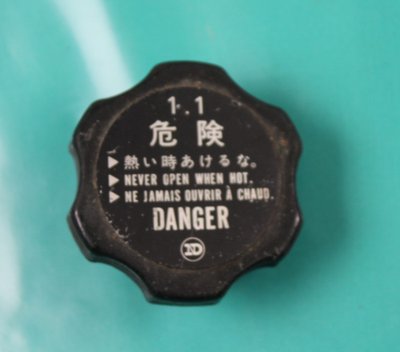 1.1
危険
▶熱い時あけるな。
▶NEVER OPEN WHEN HOT.
▶NE JAMAIS OUVRIR À CHAUD.
DANGER
ND